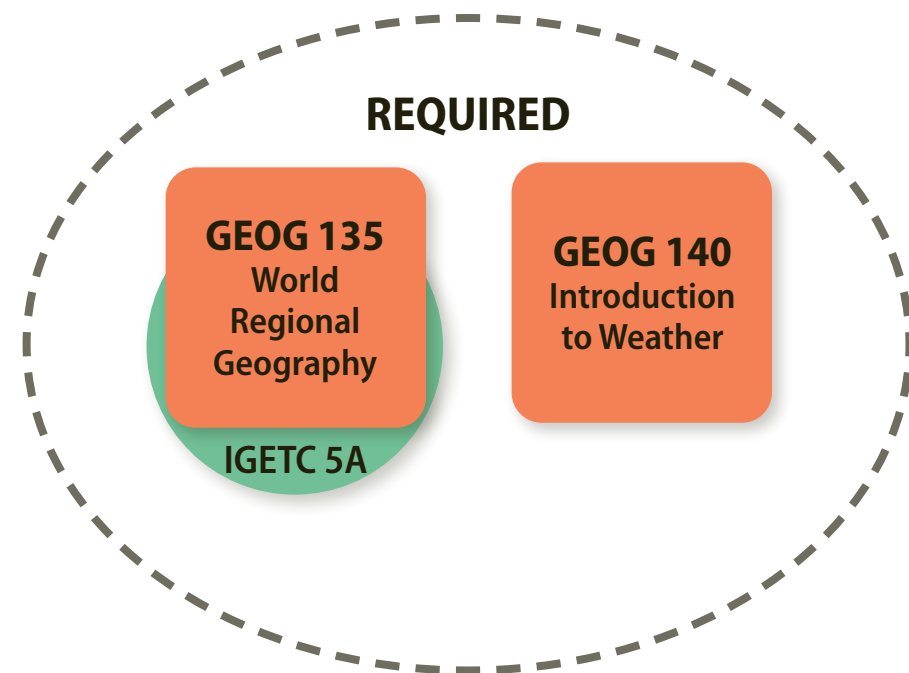 REQUIRED
GEOG 135
World
Regional
Geography
IGETC 5A
GEOG 140
Introduction
to Weather